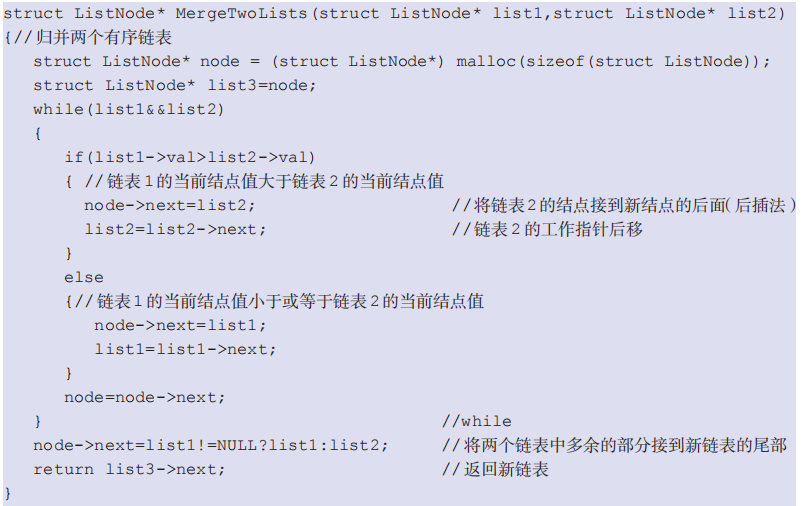 struct ListNode* MergeTwoLists(struct ListNode* list1,struct ListNode* list2)
{//归并两个有序链表
struct ListNode* node = (struct ListNode*) malloc(sizeof(struct ListNode));
struct ListNode* list3=node;
while(list1&&list2)
{
if(list1->val>list2->val)
{ //链表1的当前结点值大于链表2的当前结点值
node->next=list2; //将链表2的结点接到新结点的后面(后插法)
list2=list2->next; //链表2的工作指针后移
}
else
{//链表1的当前结点值小于或等于链表2的当前结点值
node->next=list1;
list1=list1->next;
}
node=node->next;
} //while
node->next=list1!=NULL?list1:list2; //将两个链表中多余的部分接到新链表的尾部
return list3->next; //返回新链表
}